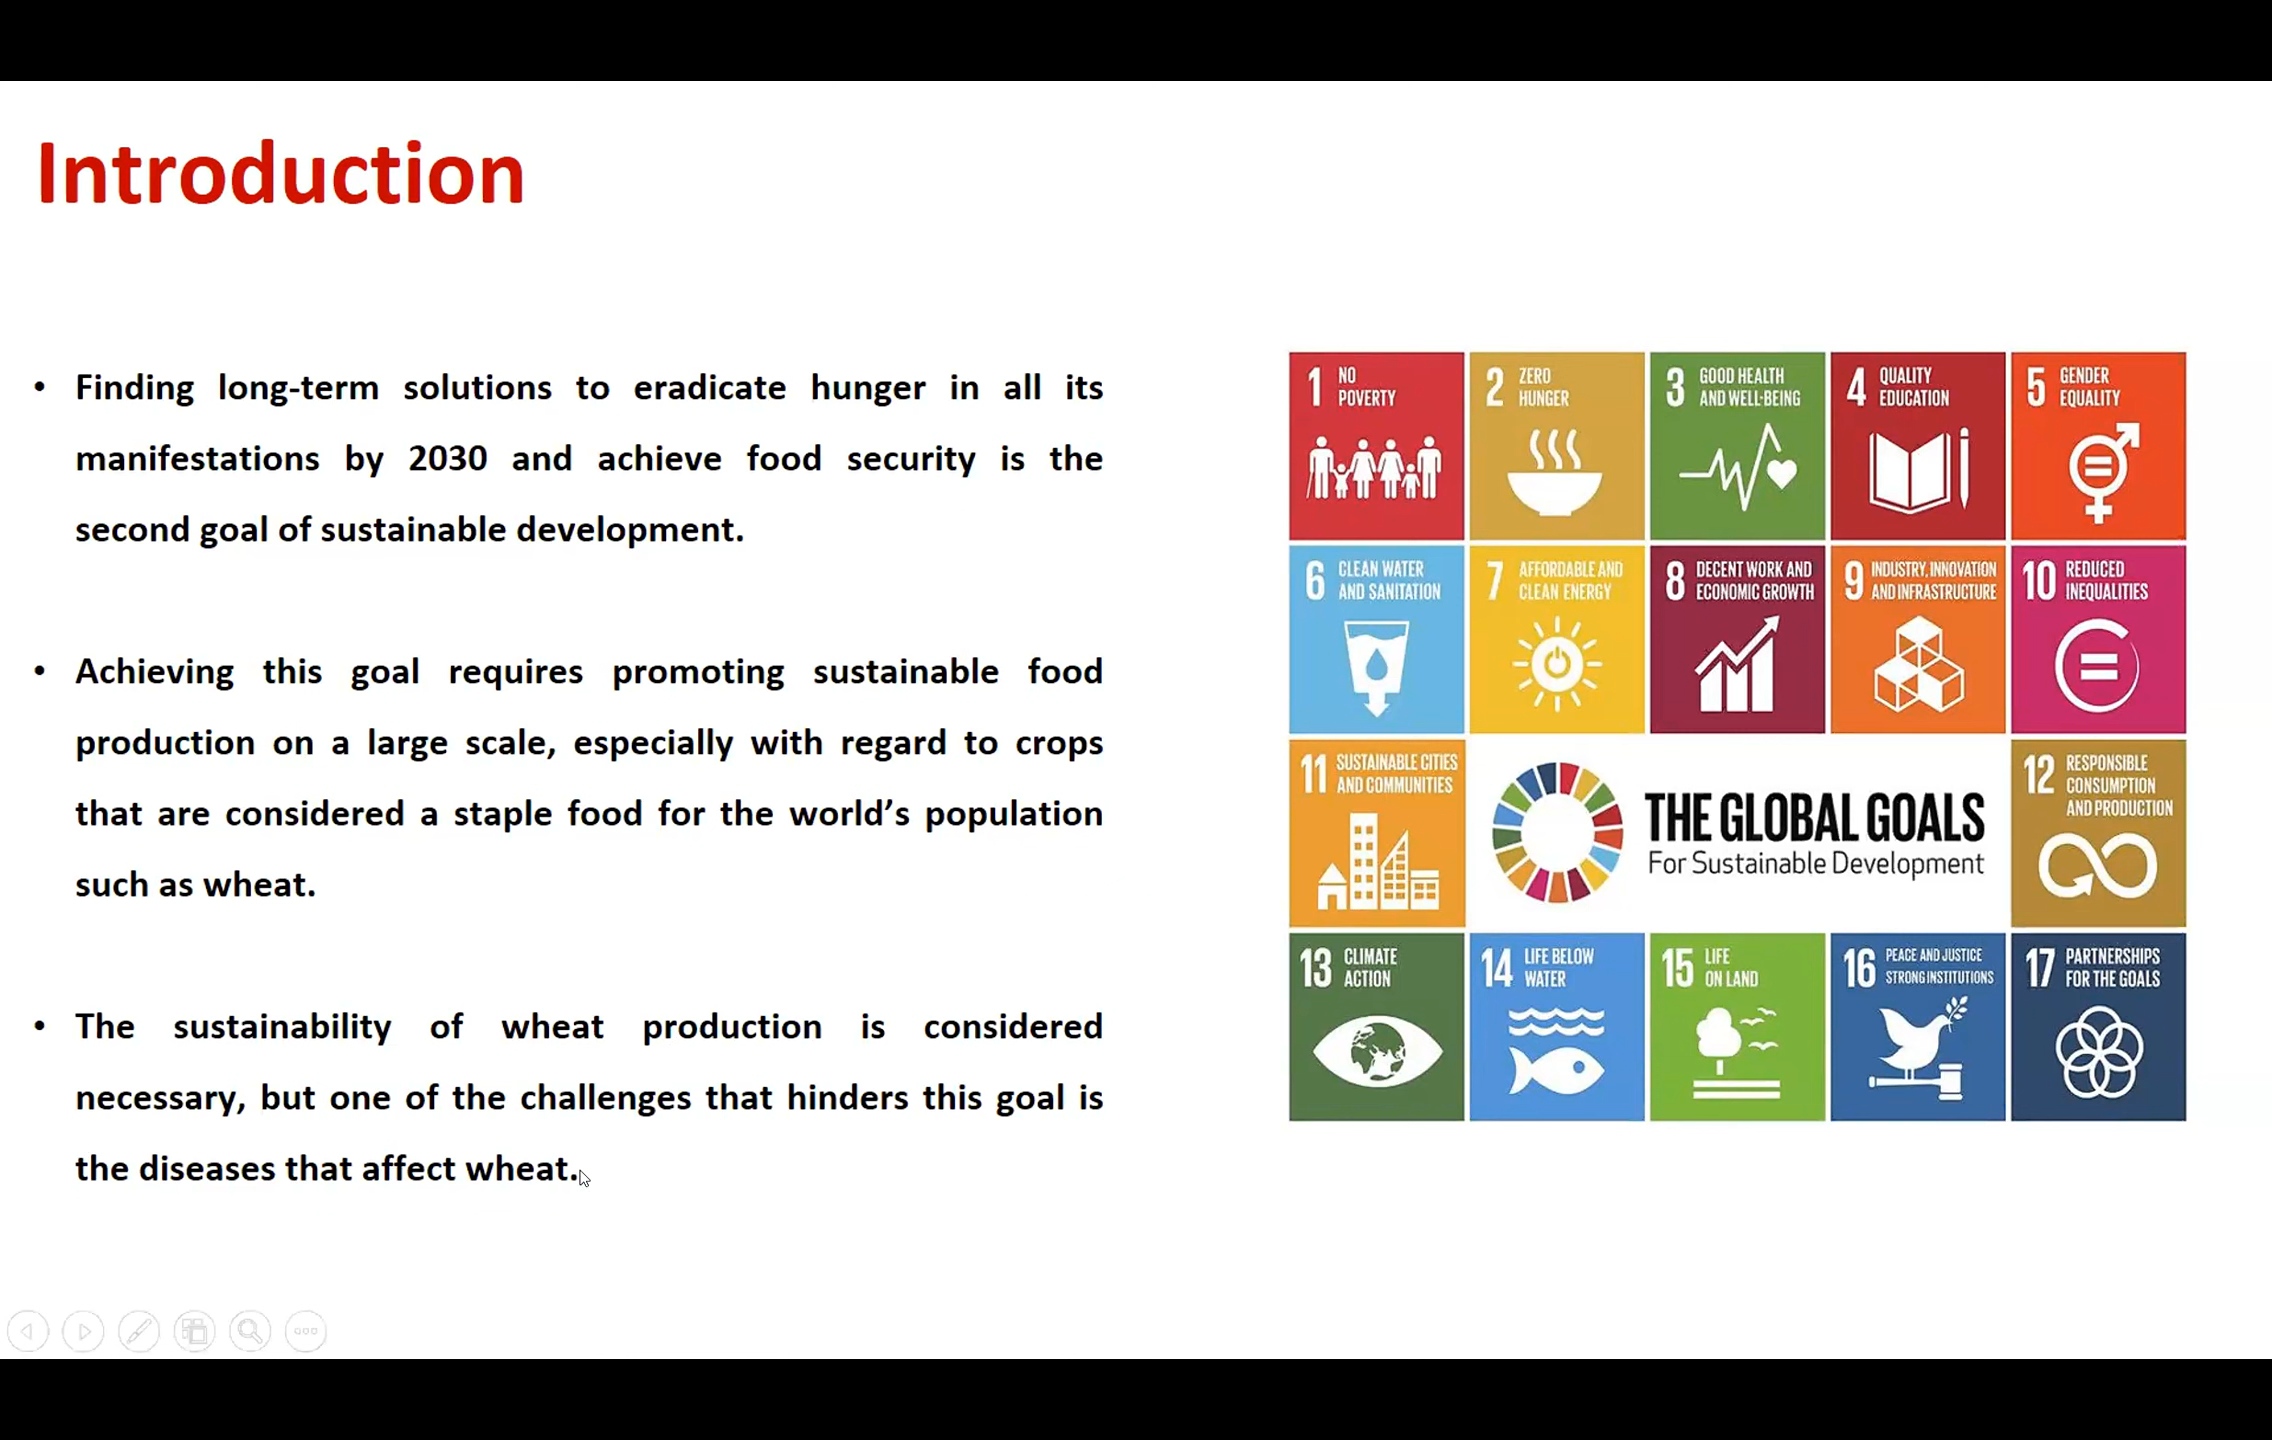 Introduction
• Finding long-term solutions to eradicate hunger in all its
manifestations by 2030 and achieve food security is the
second goal of sustainable development.
• Achieving this goal requires promoting sustainable food
production on a large scale, especially with regard to crops
that are considered a staple food for the world's population
such as wheat.
• The sustainability of wheat production is considered
necessary, but one of the challenges that hinders this goal is
the diseases that affect wheat.
1 NO
POVERTY
2 ZERO
HUNGER
3 GOOD HEALTH
AND WELL-BEING
4 QUALITY
EDUCATION
5 GENDER
EQUALITY
6 CLEAN WATER
AND SANITATION
7 AFFORDABLE AND
CLEAN ENERGY
8 DECENT WORK AND
ECONOMIC GROWTH
9 INDUSTRY, INNOVATION
AND INFRASTRUCTURE
10 REDUCED
INEQUALITIES
11 SUSTAINABLE CITIES
AND COMMUNITIES
THE GLOBAL GOALS
For Sustainable Development
12 RESPONSIBLE
CONSUMPTION
AND PRODUCTION
13 CLIMATE
ACTION
14 LIFE BELOW
WATER
15 LIFE
ON LAND
16 PEACE AND JUSTICE
STRONG INSTITUTIONS
17 PARTNERSHIPS
FOR THE GOALS